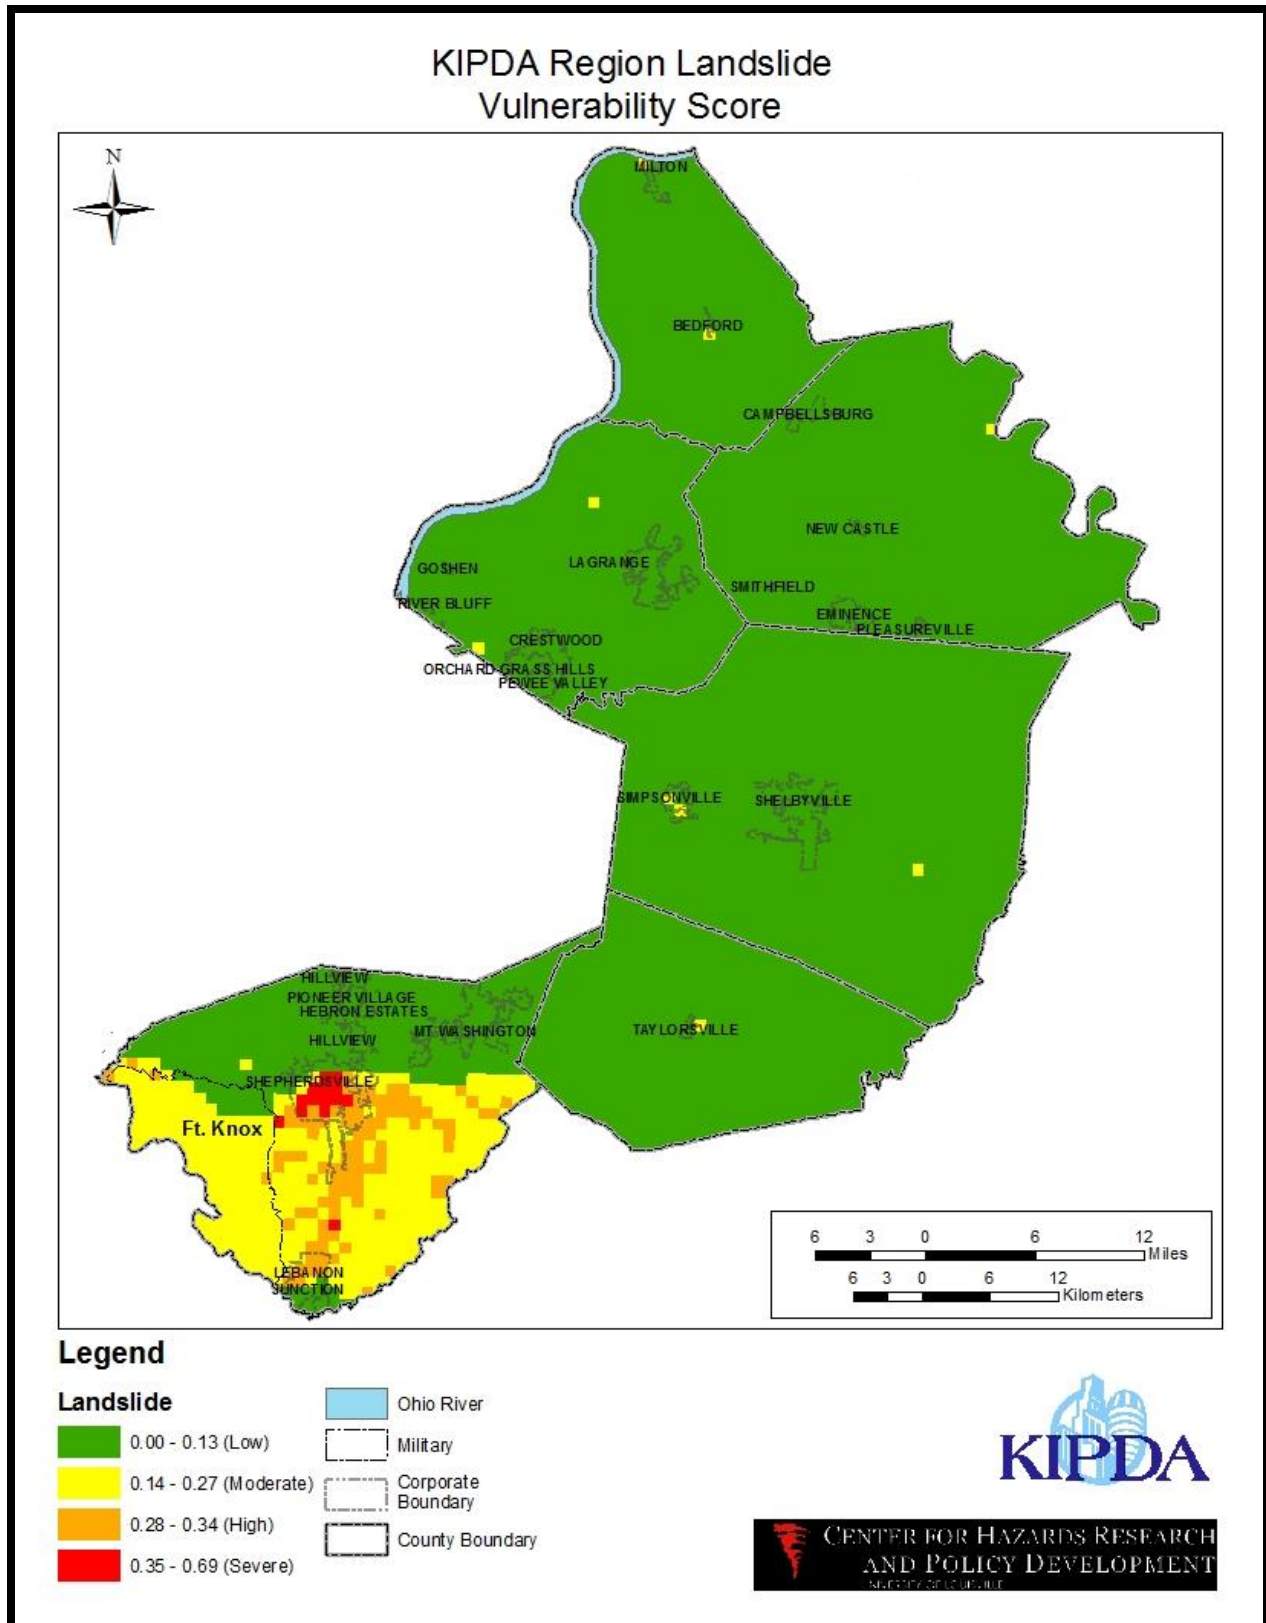 KIPDA Region Landslide
Vulnerability Score
N
MILTON
BEDFORD
CAMPBELLSBURG
NEW CASTLE
LAGRANGE
GOSHEN
SMITHFIELD
RIVER BLUFF
EMINENCE
PLEASUREVILLE
CRESTWOOD
ORCHARD GRASS HILLS
PEWEE VALLEY
SIMPSONVILLE
SHELBYVILLE
HILLVIEW
PIONEER VILLAGE
HEBRON ESTATES
MT WASHINGTON
TAYLORSVILLE
HILLVIEW
SHEPHERDSVILLE
Ft. Knox
LEBANON
JUNCTION
6 3 0 6 12
Miles
6 3 0 6 12
Kilometers
Legend
Landslide
0.00 - 0.13 (Low)
0.14 - 0.27 (Moderate)
0.28 - 0.34 (High)
0.35 - 0.69 (Severe)
Ohio River
Military
Corporate
Boundary
County Boundary
KIPDA
CENTER FOR HAZARDS RESEARCH
AND POLICY DEVELOPMENT
UNIVERSITY OF LOUISVILLE